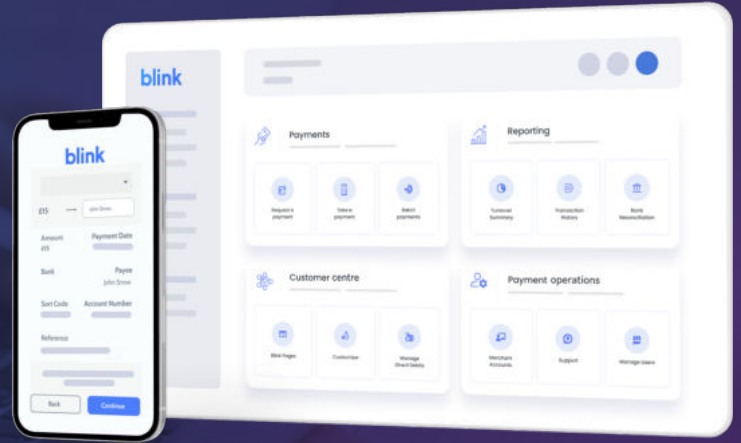 blink
Payments
Request a
payment
Take a
payment
Batch
payments
Reporting
Turnover
Summary
Transaction
History
Bank
Reconciliation
Customer centre
Blink Pages
Customise
Manage
Direct Debits
Payment operations
Merchant
Accounts
Support
Manage Users
blink
£15
John Snow
Amount
Payment Date
£15
Bank
Payee
John Snow
Sort Code
Account Number
Reference
Back
Continue